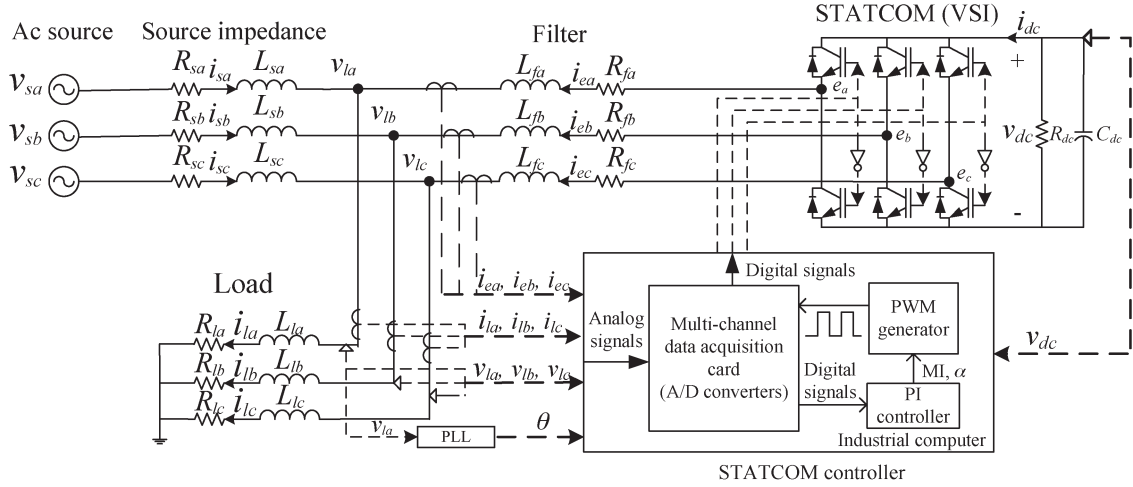 STATCOM (VSI)
Ac source
Source impedance
Filter
i_dc
R_sa i_sa L_sa
v_la
L_fa i_ea R_fa
+
v_sa
e_a
R_sb i_sb L_sb
v_lb
L_fb i_eb R_fb
v_sb
e_b
v_dc R_dc C_dc
R_sc i_sc L_sc
v_lc
L_fc i_ec R_fc
v_sc
e_c
-
Digital signals
Load
i_ea, i_eb, i_ec
R_la i_la L_la
i_la, i_lb, i_lc
Analog
signals
Multi-channel
data acquisition
card
(A/D converters)
PWM
generator
v_dc
R_lb i_lb L_lb
v_la, v_lb, v_la
Digital
signals
MI, α
R_lc i_lc L_lc
PI
controller
v_la
PLL
θ
Industrial computer
STATCOM controller